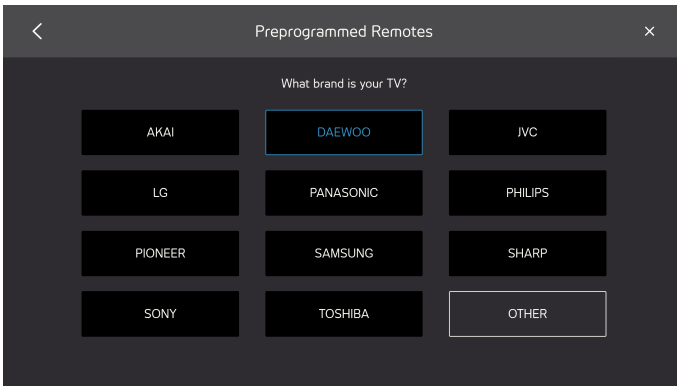 Preprogrammed Remotes
What brand is your TV?
AKAI DAEWOO JVC
LG PANASONIC PHILIPS
PIONEER SAMSUNG SHARP
SONY TOSHIBA OTHER